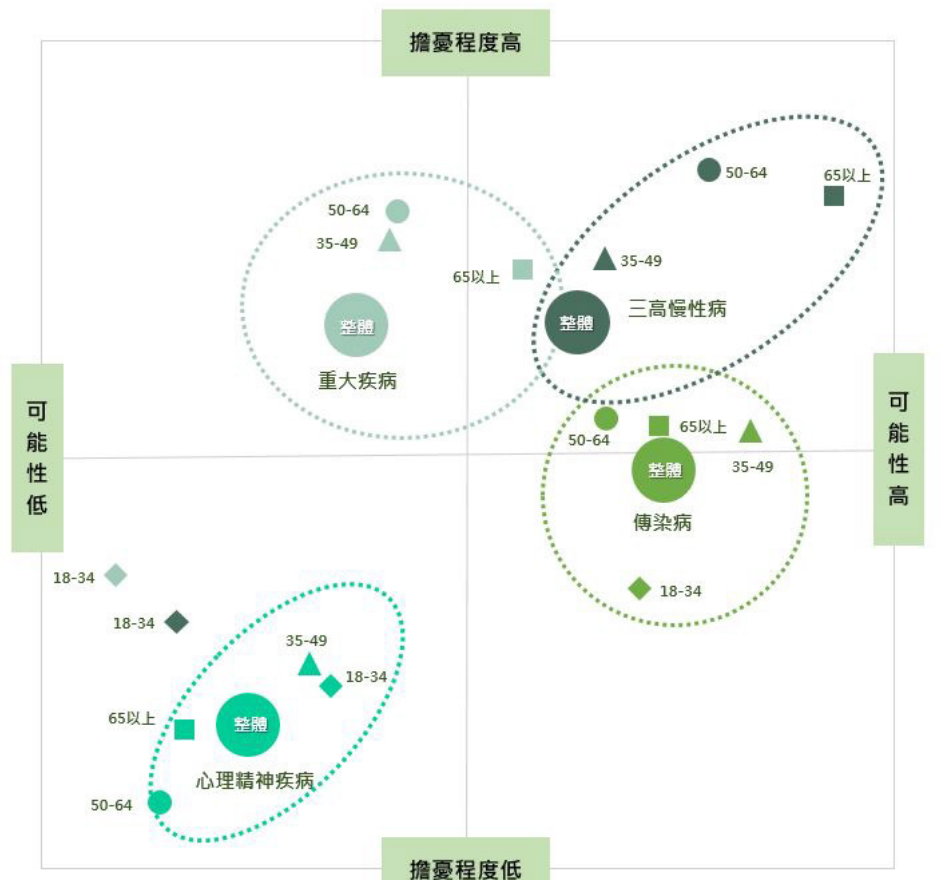 擔憂程度高
50-64
65以上
50-64
35-49
65以上
35-49
三高慢性病
整體
整體
重大疾病
可能性低
可能性高
50-64
65以上
35-49
整體
傳染病
18-34
18-34
18-34
35-49
18-34
65以上
整體
心理精神疾病
50-64
擔憂程度低